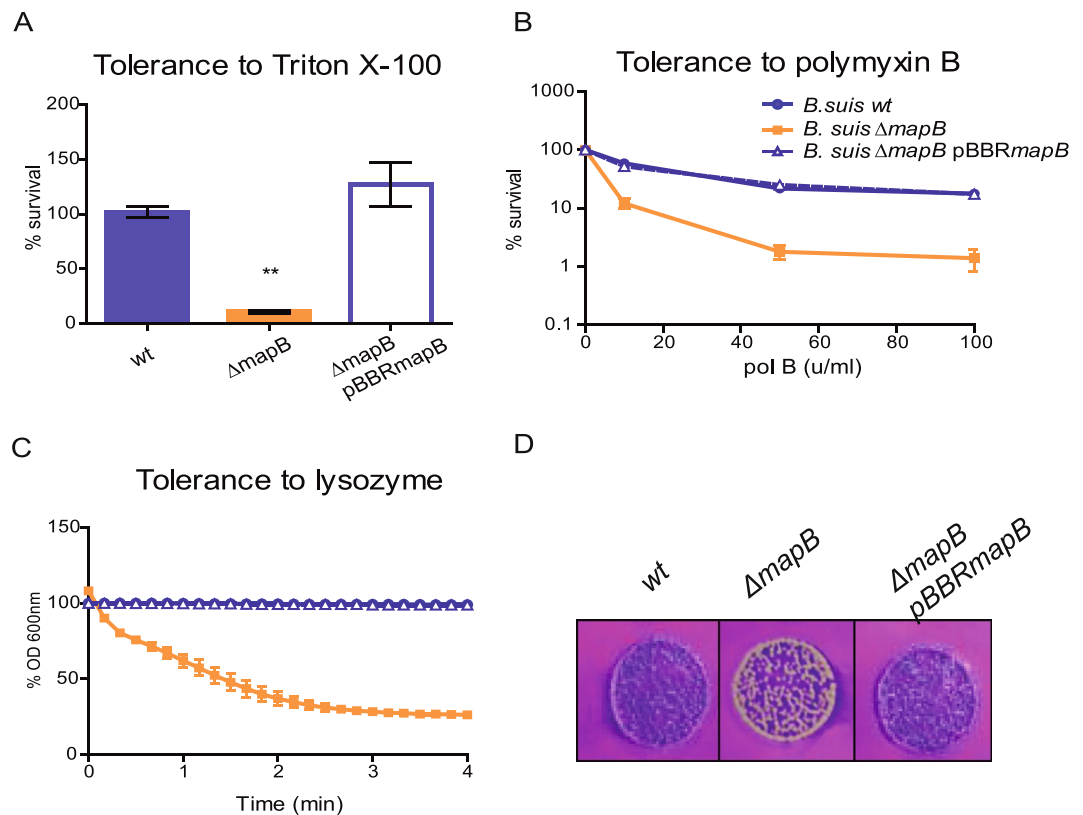 A
Tolerance to Triton X-100
% survival
200
150
100
50
0
**
wt
ΔmapB
ΔmapB
pBBRmapB
B
Tolerance to polymyxin B
% survival
1000
100
10
1
0.1
0
20
40
60
80
100
pol B (u/ml)
B.suis wt
B. suis ΔmapB
B. suis ΔmapB pBBRmapB
C
Tolerance to lysozyme
% OD 600nm
150
100
50
0
0
1
2
3
4
Time (min)
D
wt
ΔmapB
ΔmapB
pBBRmapB